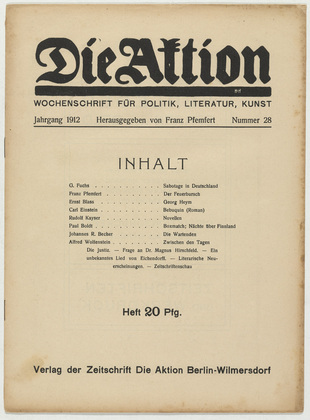 Die Aktion
WOCHENSCHRIFT FÜR POLITIK, LITERATUR, KUNST
Jahrgang 1912 Herausgegeben von Franz Pfemfert Nummer 28
INHALT
G. Fuchs . . . . . . . . . . Sabotage in Deutschland
Franz Pfemfert . . . . . . . . . Der Feuerbursch
Ernst Blass . . . . . . . . . Georg Heym
Carl Einstein . . . . . . . . . Bebuquin (Roman)
Rudolf Kayser . . . . . . . . . Novellen
Paul Boldt . . . . . . . . . Boxmatch; Nächte über Finnland
Johannes R. Becher . . . . . . . . Die Wartenden
Alfred Wolfenstein . . . . . . . . Zwischen den Tagen
Die Jantie. — Frage an Dr. Magnus Hirschfeld. — Ein
unbekanntes Lied von Eichendorff. — Literarische Neu-
erscheinungen. — Zeitschriftenschau
Heft 20 Pfg.
Verlag der Zeitschrift Die Aktion Berlin-Wilmersdorf